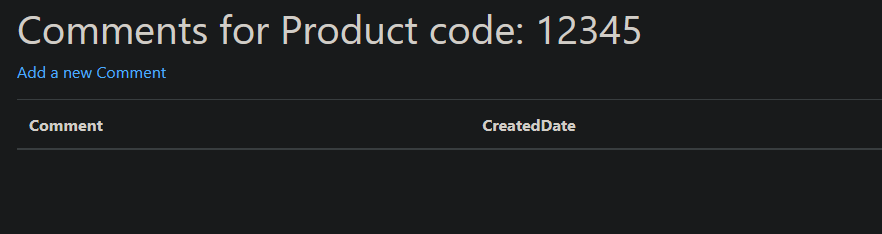 Comments for Product code: 12345
Add a new Comment
Comment CreatedDate